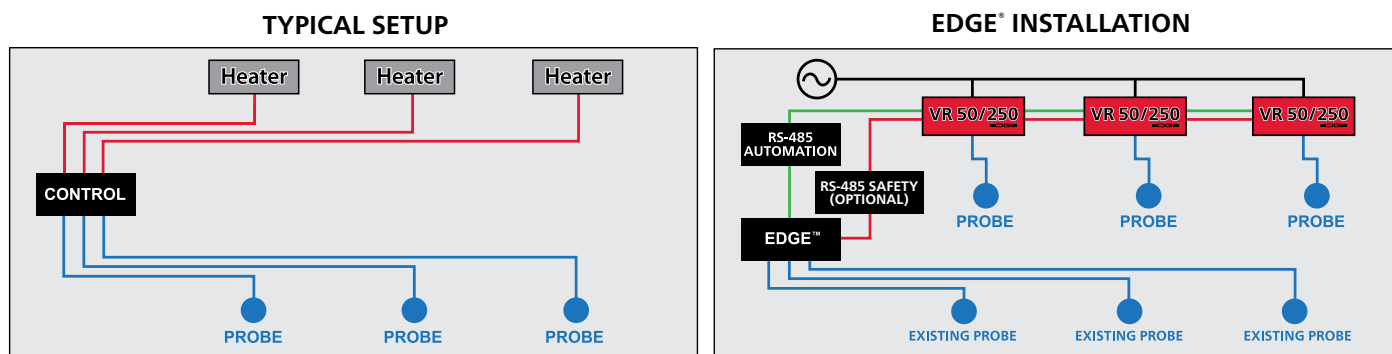 TYPICAL SETUP
Heater Heater Heater
CONTROL
PROBE PROBE PROBE
EDGE® INSTALLATION
VR 50/250 VR 50/250 VR 50/250
RS-485
AUTOMATION
RS-485 SAFETY
(OPTIONAL)
PROBE PROBE PROBE
EDGE™
EXISTING PROBE EXISTING PROBE EXISTING PROBE